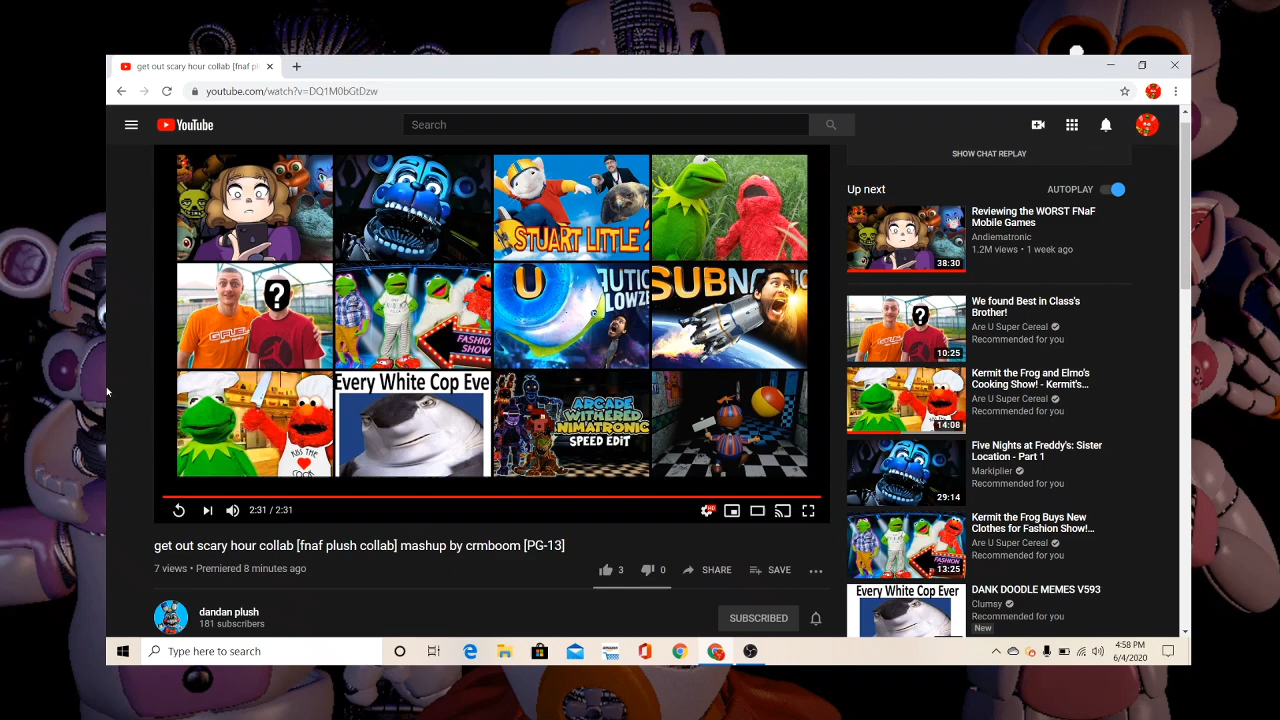 get out scary hour collab [fnaf pl
youtube.com/watch?v=DQ1M0bGtDzw
YouTube
Search
SHOW CHAT REPLAY
Up next
AUTOPLAY
STUART LITTLE 2
?
FASHION
SHOW
U
SUBN
KISS THE
COOK
Every White Cop Eve
ARCADE
WITHERED
NIMATRONIC
SPEED EDIT
2:31 / 2:31
HD
get out scary hour collab [fnaf plush collab] mashup by crmboom [PG-13]
7 views • Premiered 8 minutes ago
3
0
SHARE
SAVE
dandan plush
181 subscribers
SUBSCRIBED
38:30
Reviewing the WORST FNaF
Mobile Games
Andiematronic
1.2M views • 1 week ago
?
10:25
We found Best in Class's
Brother!
Are U Super Cereal
Recommended for you
14:08
Kermit the Frog and Elmo's
Cooking Show! - Kermit's...
Are U Super Cereal
Recommended for you
29:14
Five Nights at Freddy's: Sister
Location - Part 1
Markiplier
Recommended for you
FASHION
13:25
Kermit the Frog Buys New
Clothes for Fashion Show!...
Are U Super Cereal
Recommended for you
Every White Cop Ever
DANK DOODLE MEMES V593
Clumsy
Recommended for you
New
Type here to search
amazon
4:58 PM
6/4/2020